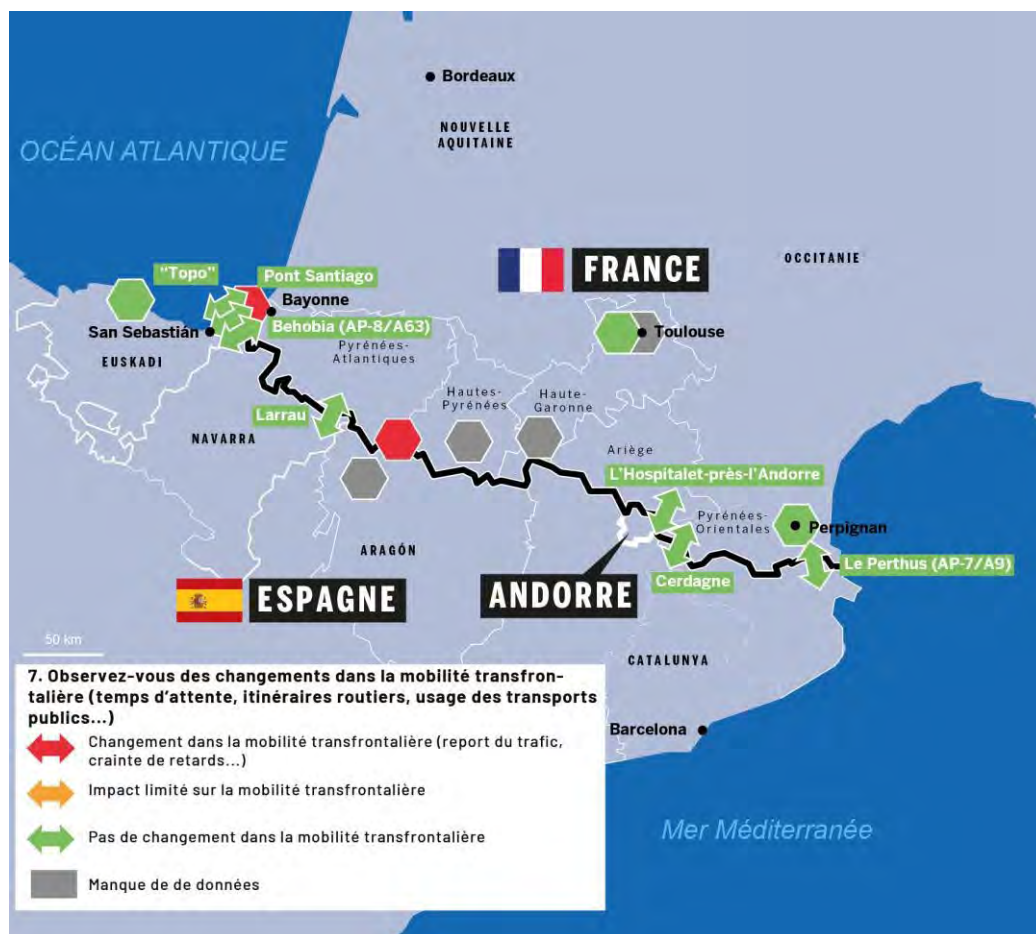 Bordeaux
NOUVELLE
AQUITAINE
OCÉAN ATLANTIQUE
OCCITANIE
FRANCE
"Topo"
Pont Santiago
Bayonne
San Sebastián
Behobia (AP-8/A63)
Toulouse
EUSKADI
Pyrénées-
Atlantiques
Hautes-
Pyrénées
Haute-
Garonne
Larrau
NAVARRA
Ariège
L'Hospitalet-près-l'Andorre
Pyrénées-
Orientales
Perpignan
ARAGÓN
Le Perthus (AP-7/A9)
Cerdagne
ESPAGNE
ANDORRE
50 km
CATALUNYA
Barcelona
Mer Méditerranée
7. Observez-vous des changements dans la mobilité transfron-
talière (temps d'attente, itinéraires routiers, usage des transports
publics...)
Changement dans la mobilité transfrontalière (report du trafic,
crainte de retards...)
Impact limité sur la mobilité transfrontalière
Pas de changement dans la mobilité transfrontalière
Manque de de données